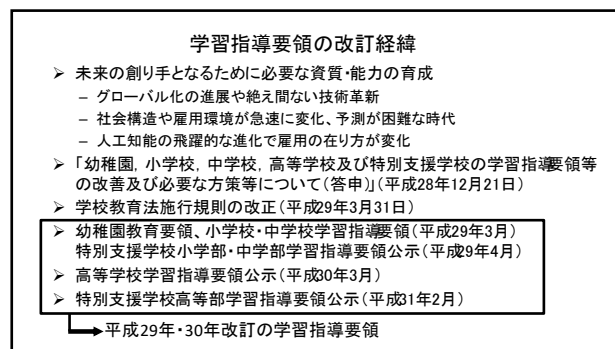 学習指導要領の改訂経緯
➢ 未来の創り手となるために必要な資質・能力の育成
– グローバル化の進展や絶え間ない技術革新
– 社会構造や雇用環境が急速に変化、予測が困難な時代
– 人工知能の飛躍的な進化で雇用の在り方が変化
➢ 「幼稚園，小学校，中学校，高等学校及び特別支援学校の学習指導要領等
の改善及び必要な方策等について（答申）」（平成28年12月21日）
➢ 学校教育法施行規則の改正（平成29年3月31日）
➢ 幼稚園教育要領、小学校・中学校学習指導要領（平成29年3月）
特別支援学校小学部・中学部学習指導要領公示（平成29年4月）
➢ 高等学校学習指導要領公示（平成30年3月）
➢ 特別支援学校高等部学習指導要領公示（平成31年2月）
平成29年・30年改訂の学習指導要領